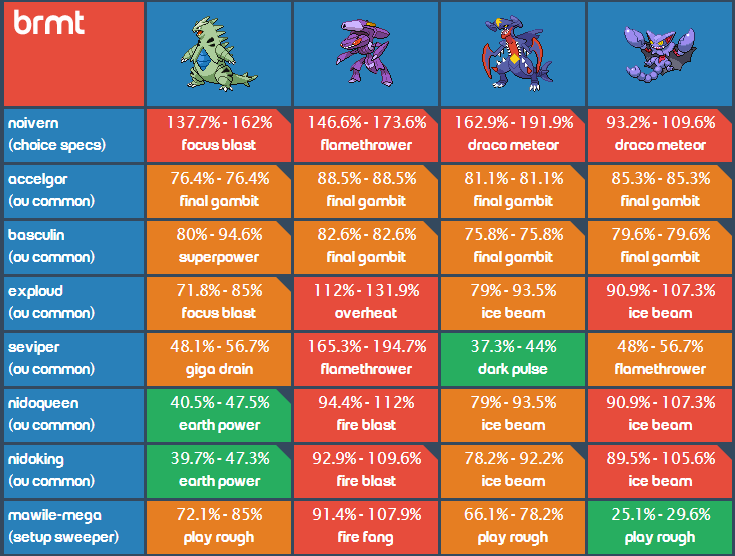 brmt
noivern
(choice specs)
137.7% - 162%
focus blast
146.6% - 173.6%
flamethrower
162.9% - 191.9%
draco meteor
93.2% - 109.6%
draco meteor
accelgor
(ou common)
76.4% - 76.4%
final gambit
88.5% - 88.5%
final gambit
81.1% - 81.1%
final gambit
85.3% - 85.3%
final gambit
basculin
(ou common)
80% - 94.6%
superpower
82.6% - 82.6%
final gambit
75.8% - 75.8%
final gambit
79.6% - 79.6%
final gambit
exploud
(ou common)
71.8% - 85%
focus blast
112% - 131.9%
overheat
79% - 93.5%
ice beam
90.9% - 107.3%
ice beam
seviper
(ou common)
48.1% - 56.7%
giga drain
165.3% - 194.7%
flamethrower
37.3% - 44%
dark pulse
48% - 56.7%
flamethrower
nidoqueen
(ou common)
40.5% - 47.5%
earth power
94.4% - 112%
fire blast
79% - 93.5%
ice beam
90.9% - 107.3%
ice beam
nidoking
(ou common)
39.7% - 47.3%
earth power
92.9% - 109.6%
fire blast
78.2% - 92.2%
ice beam
89.5% - 105.6%
ice beam
mawile-mega
(setup sweeper)
72.1% - 85%
play rough
91.4% - 107.9%
fire fang
66.1% - 78.2%
play rough
25.1% - 29.6%
play rough